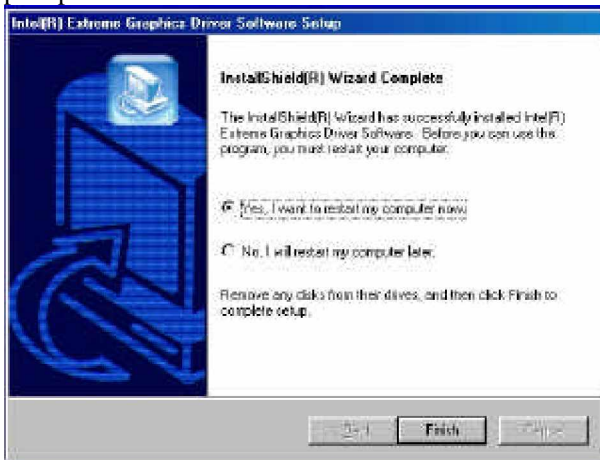 Intel(R) Extreme Graphics Driver Software Setup
InstallShield(R) Wizard Complete
The InstallShield(R) Wizard has successfully installed Intel(R)
Extreme Graphics Driver Software. Before you can use the
program, you must restart your computer.
Yes, I want to restart my computer now.
No, I will restart my computer later.
Remove any disks from their drives, and then click Finish to
complete setup.
Finish